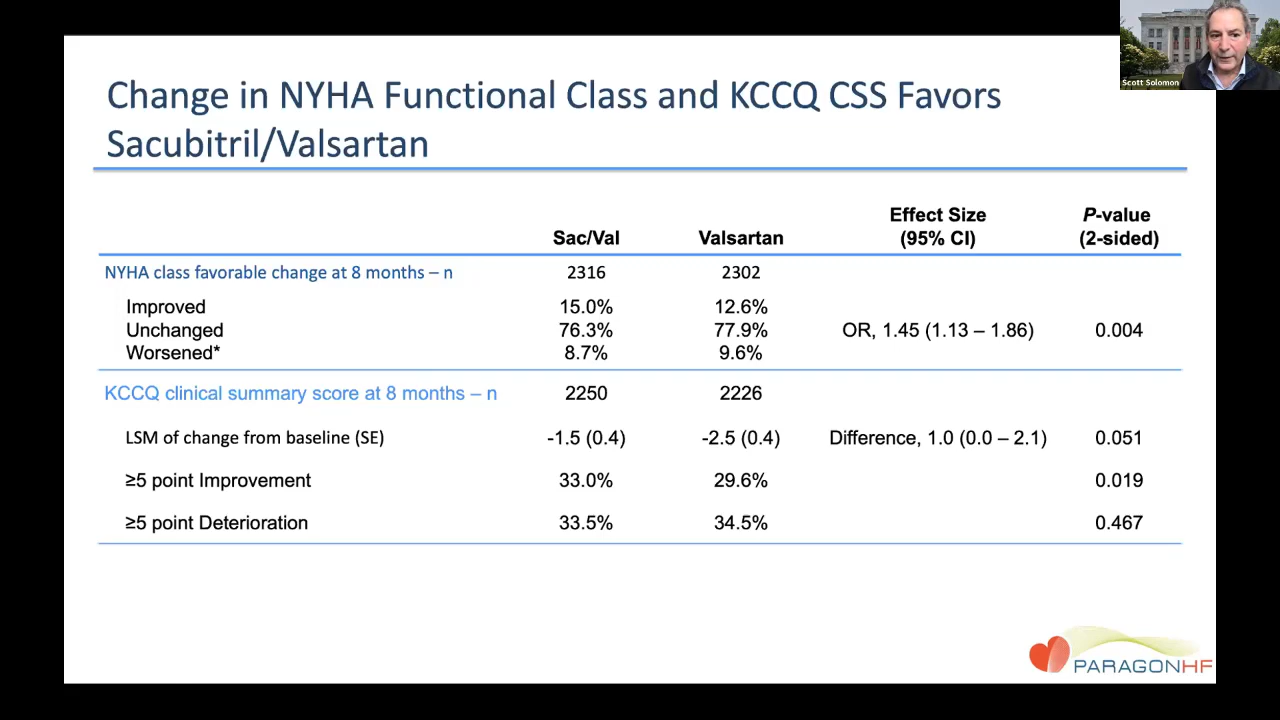 Scott Solomon
Change in NYHA Functional Class and KCCQ CSS Favors
Sacubitril/Valsartan
Effect Size P-value
Sac/Val Valsartan (95% CI) (2-sided)
NYHA class favorable change at 8 months – n 2316 2302
Improved 15.0% 12.6%
Unchanged 76.3% 77.9% OR, 1.45 (1.13 – 1.86) 0.004
Worsened* 8.7% 9.6%
KCCQ clinical summary score at 8 months – n 2250 2226
LSM of change from baseline (SE) -1.5 (0.4) -2.5 (0.4) Difference, 1.0 (0.0 – 2.1) 0.051
≥5 point Improvement 33.0% 29.6% 0.019
≥5 point Deterioration 33.5% 34.5% 0.467
PARAGONHF